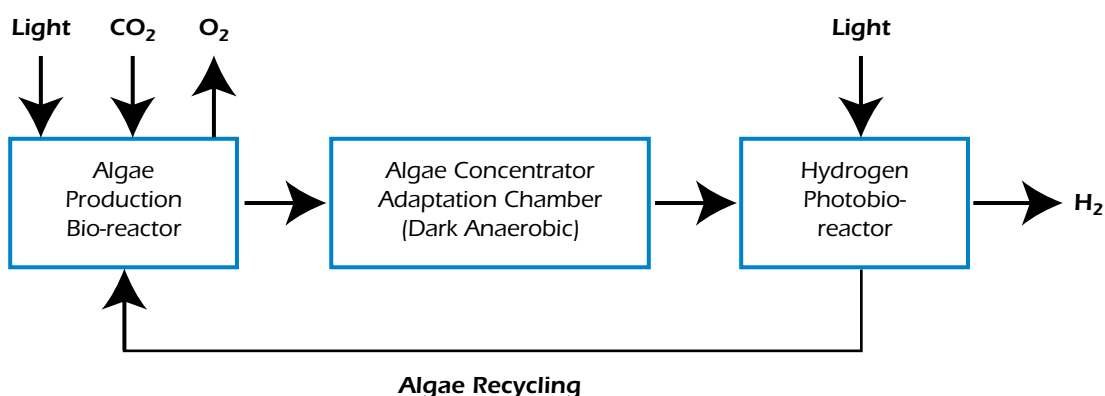 Light
CO₂
O₂
Light
Algae
Production
Bio-reactor
Algae Concentrator
Adaptation Chamber
(Dark Anaerobic)
Hydrogen
Photobio-
reactor
H₂
Algae Recycling